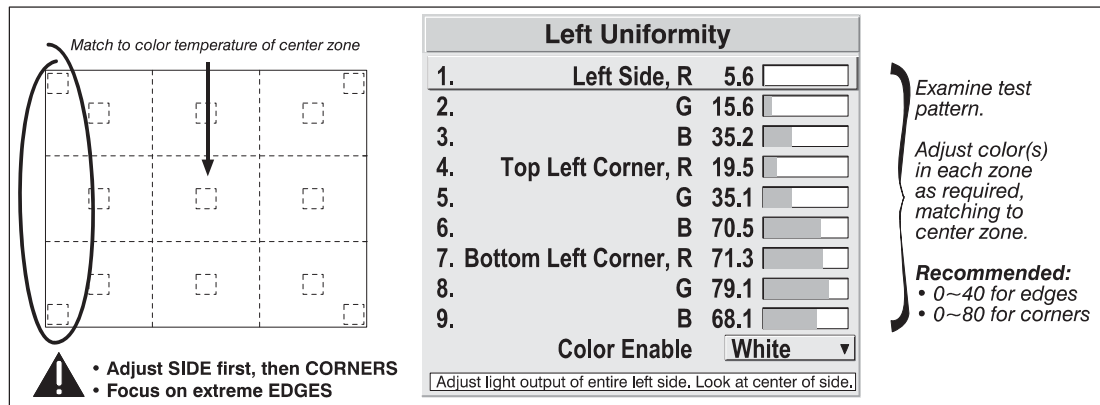 Match to color temperature of center zone
• Adjust SIDE first, then CORNERS
• Focus on extreme EDGES
Left Uniformity
1. Left Side, R 5.6
2. G 15.6
3. B 35.2
4. Top Left Corner, R 19.5
5. G 35.1
6. B 70.5
7. Bottom Left Corner, R 71.3
8. G 79.1
9. B 68.1
Color Enable White
Adjust light output of entire left side. Look at center of side.
Examine test
pattern.
Adjust color(s)
in each zone
as required,
matching to
center zone.
Recommended:
• 0~40 for edges
• 0~80 for corners